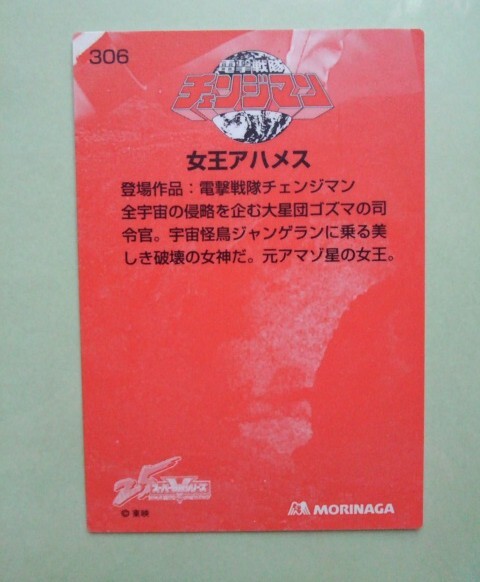 306
電撃戦隊
チェンジマン
女王アハメス
登場作品:電撃戦隊チェンジマン
全宇宙の侵略を企む大星団ゴズマの司
令官。宇宙怪鳥ジャンゲランに乗る美
しき破壊の女神だ。元アマゾ星の女王。
25
スーパー戦隊シリーズ
©東映
MORINAGA